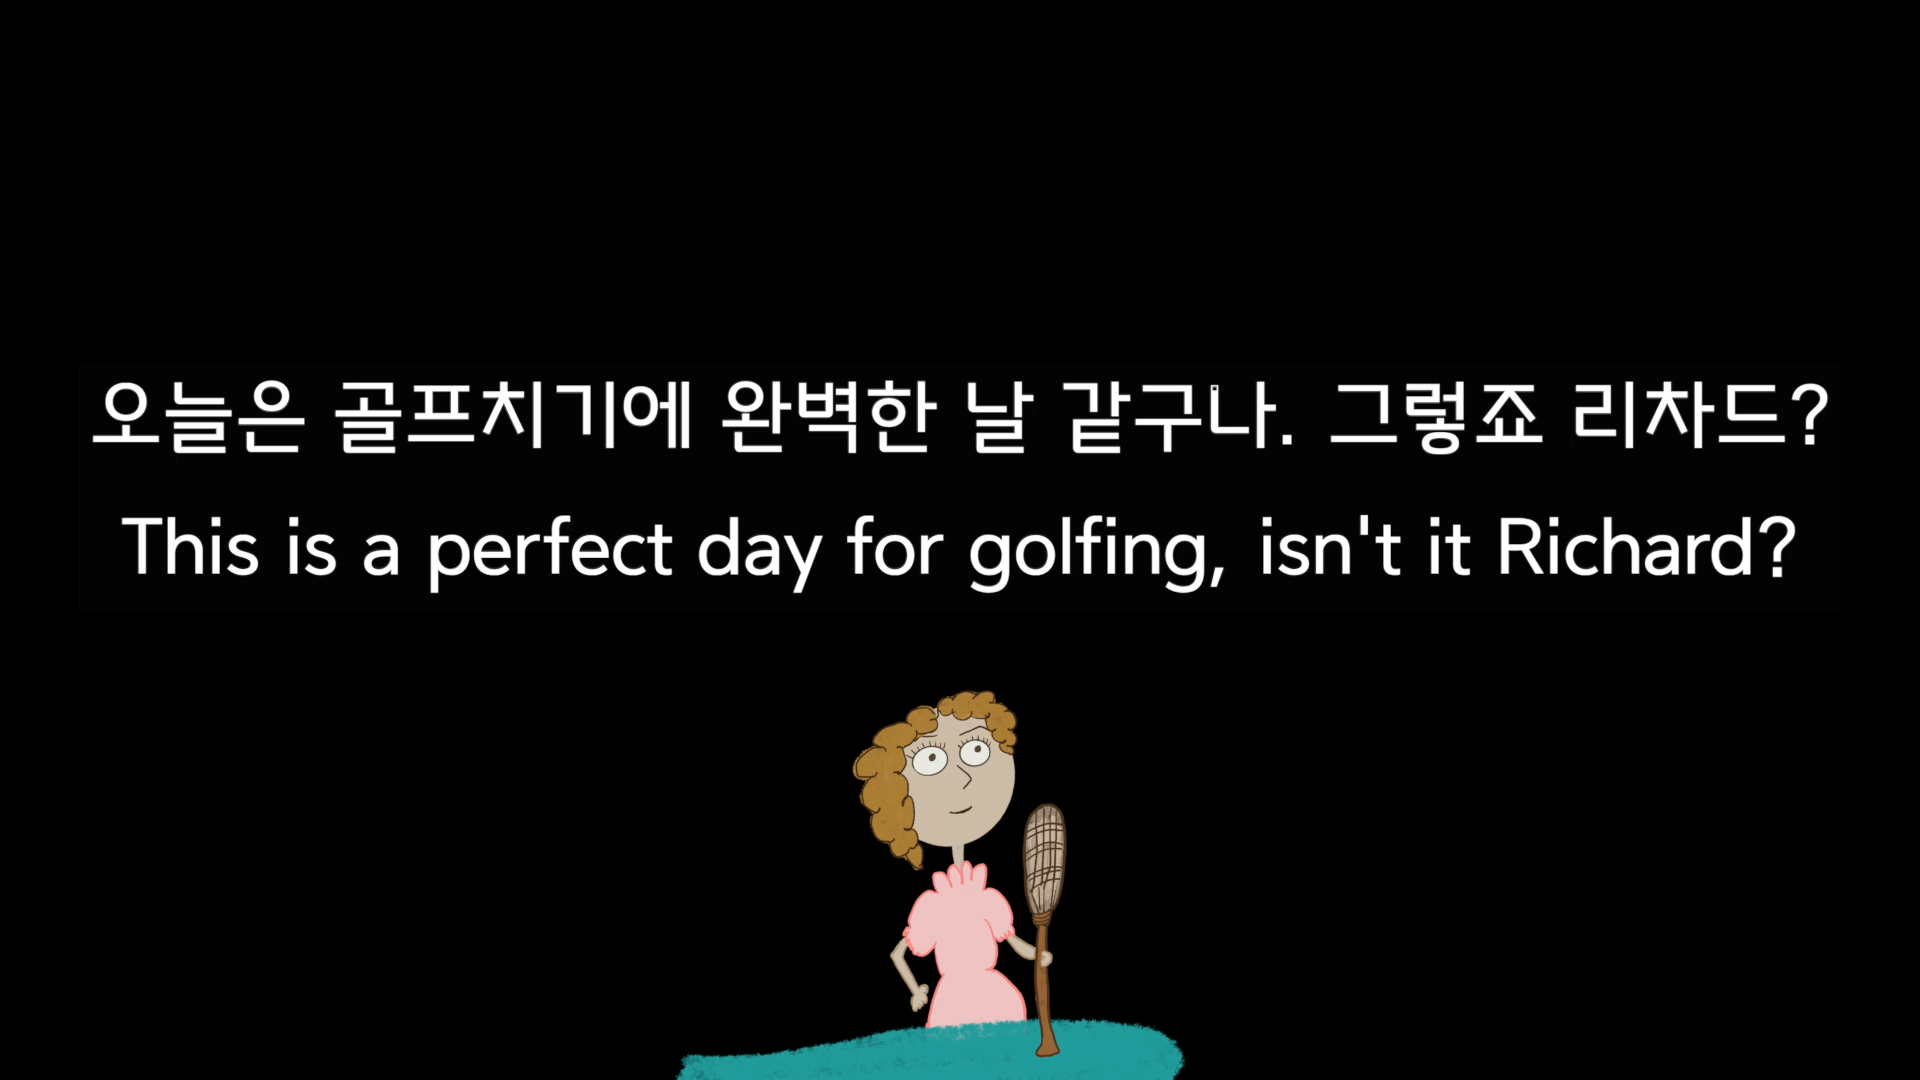 오늘은 골프치기에 완벽한 날 같구나. 그렇죠 리차드?
This is a perfect day for golfing, isn't it Richard?